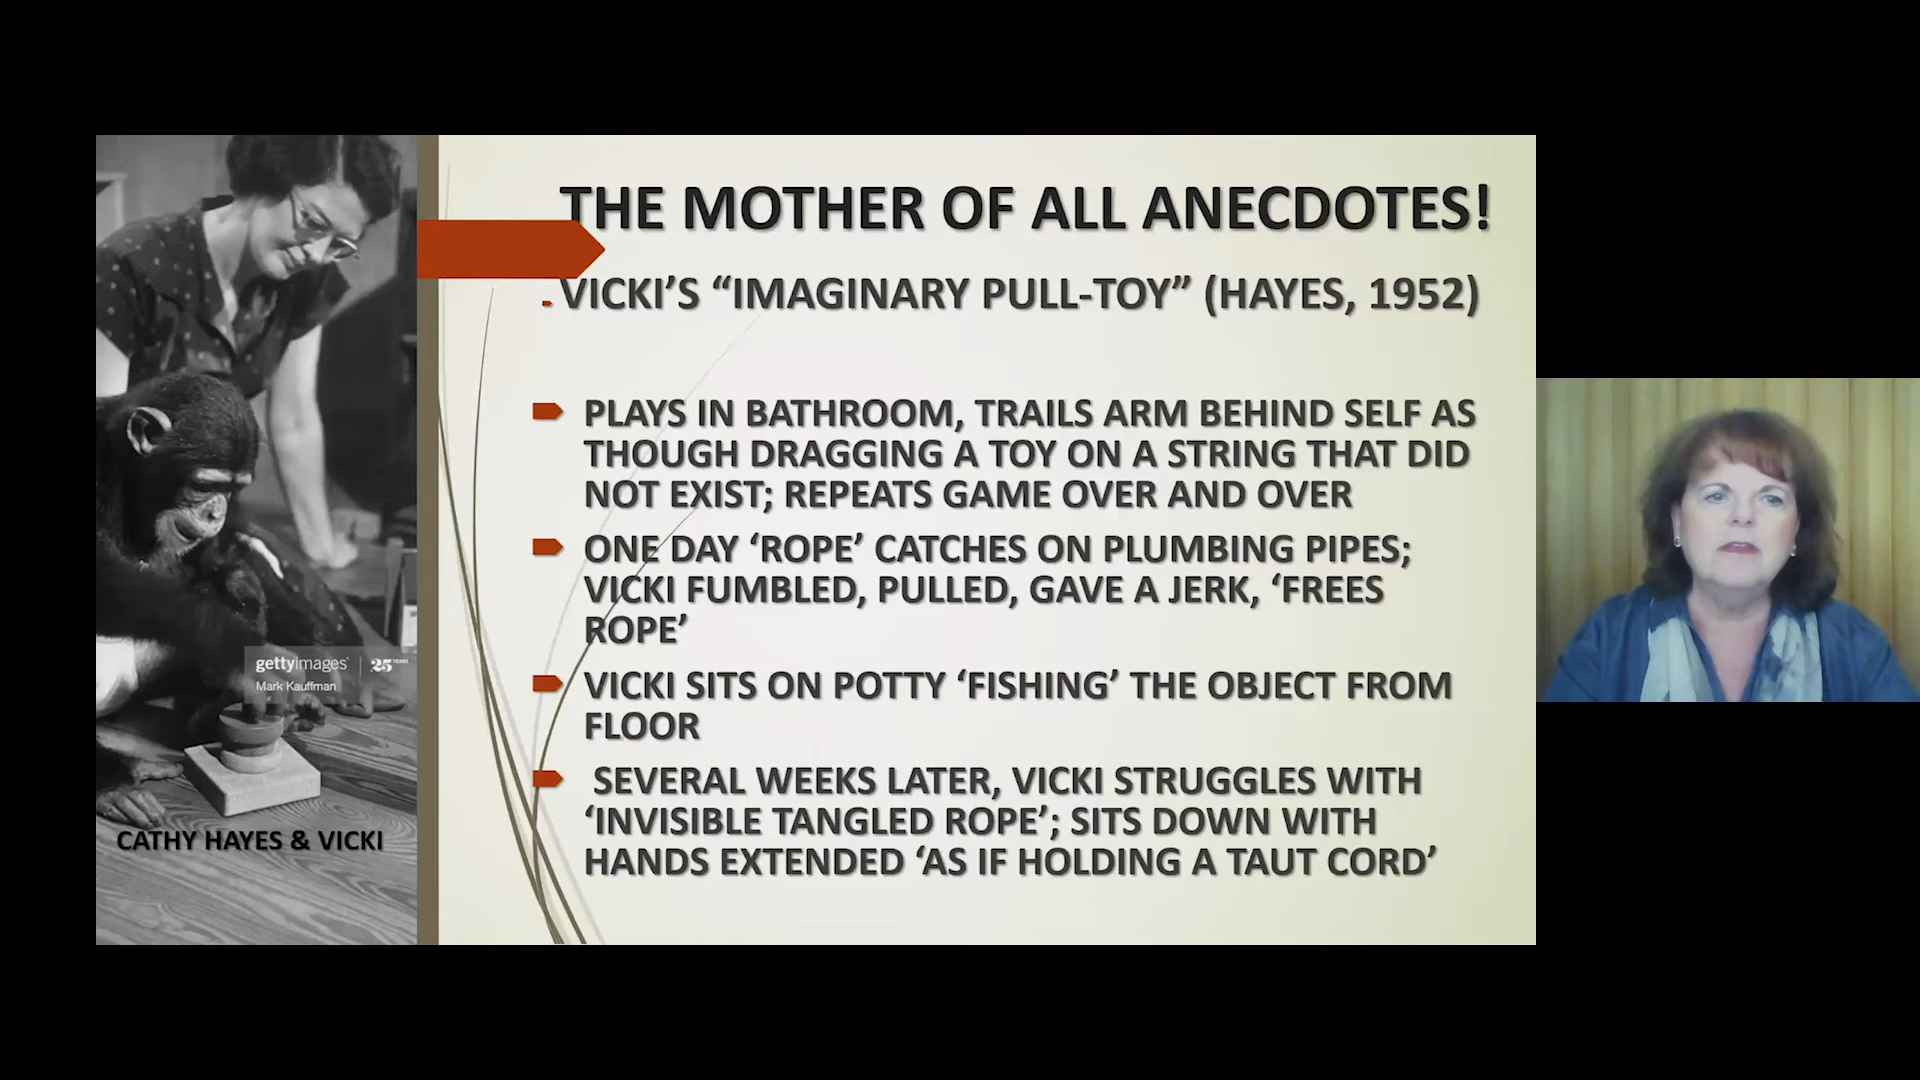 THE MOTHER OF ALL ANECDOTES!
VICKI'S “IMAGINARY PULL-TOY” (HAYES, 1952)
PLAYS IN BATHROOM, TRAILS ARM BEHIND SELF AS
THOUGH DRAGGING A TOY ON A STRING THAT DID
NOT EXIST; REPEATS GAME OVER AND OVER
ONE DAY ‘ROPE’ CATCHES ON PLUMBING PIPES;
VICKI FUMBLED, PULLED, GAVE A JERK, ‘FREES
ROPE’
VICKI SITS ON POTTY ‘FISHING’ THE OBJECT FROM
FLOOR
SEVERAL WEEKS LATER, VICKI STRUGGLES WITH
‘INVISIBLE TANGLED ROPE’; SITS DOWN WITH
HANDS EXTENDED ‘AS IF HOLDING A TAUT CORD’
gettyimages® | 25 YEARS
Mark Kauffman
CATHY HAYES & VICKI